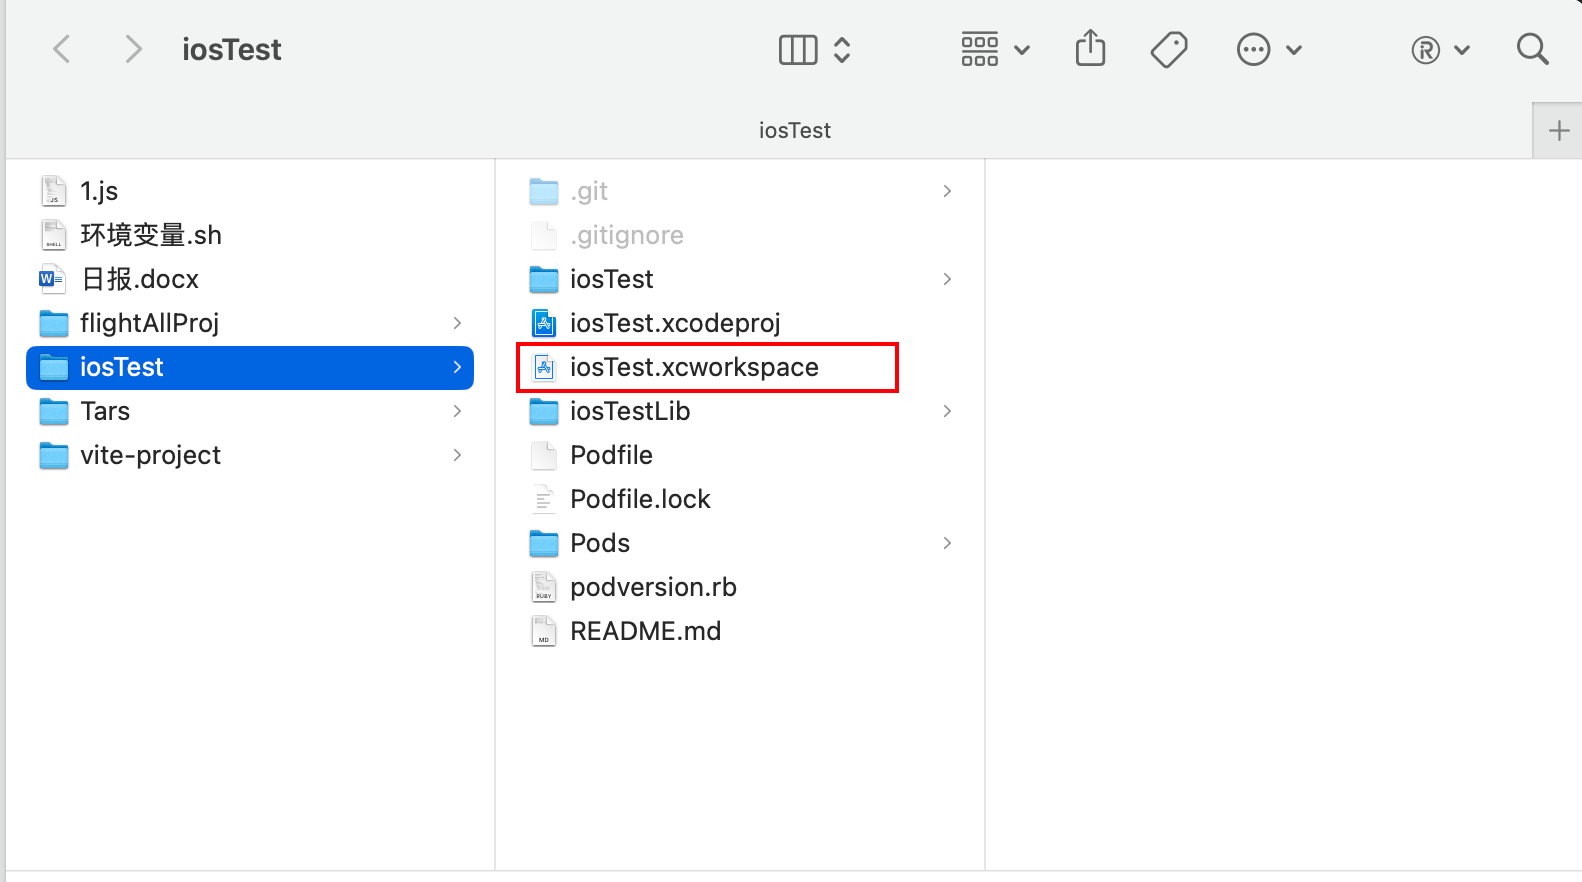 iosTest
iosTest
1.js
环境变量.sh
日报.docx
flightAllProj
iosTest
Tars
vite-project
.git
.gitignore
iosTest
iosTest.xcodeproj
iosTest.xcworkspace
iosTestLib
Podfile
Podfile.lock
Pods
podversion.rb
README.md